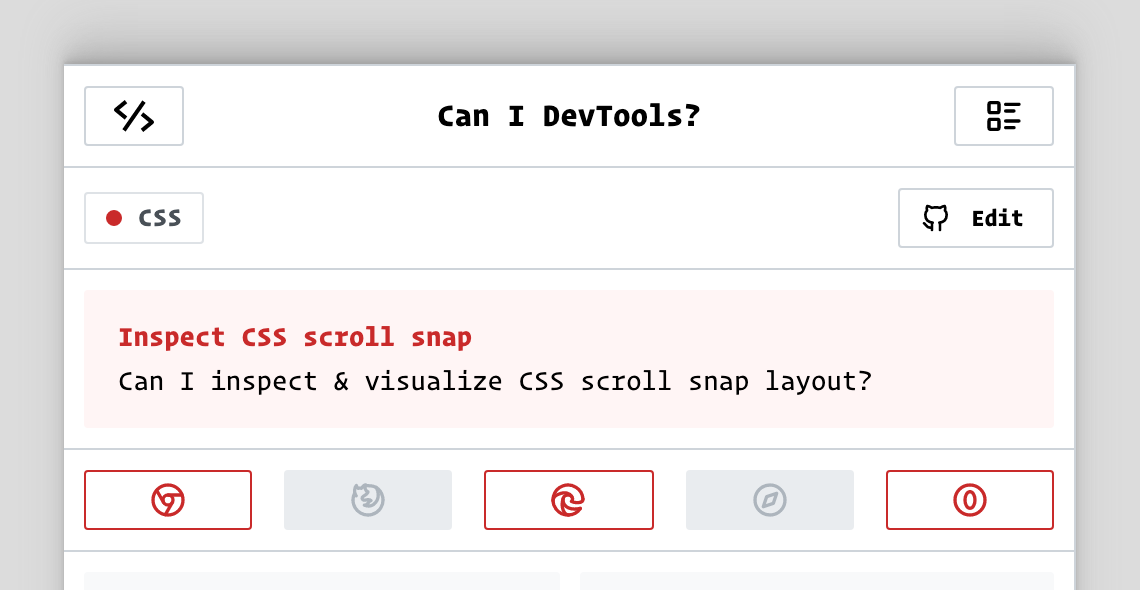 Can I DevTools?
CSS
Edit
Inspect CSS scroll snap
Can I inspect & visualize CSS scroll snap layout?